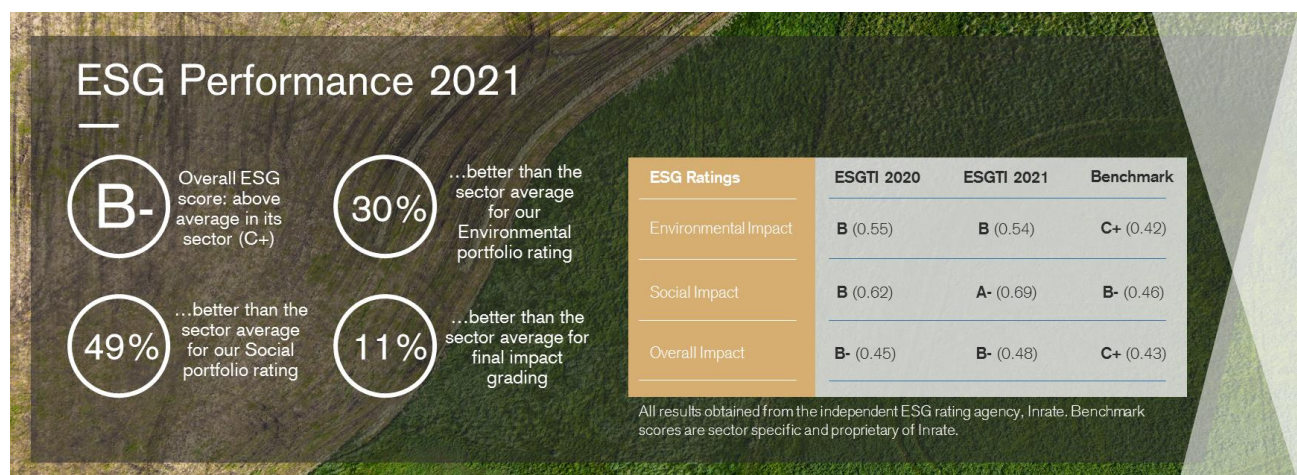 ESG Performance 2021
B-
Overall ESG
score: above
average in its
sector (C+)
30%
...better than the
sector average
for our
Environmental
portfolio rating
49%
...better than the
sector average
for our Social
portfolio rating
11%
...better than the
sector average for
final impact
grading
ESG Ratings ESGTI 2020 ESGTI 2021 Benchmark
Environmental Impact B (0.55) B (0.54) C+ (0.42)
Social Impact B (0.62) A- (0.69) B- (0.46)
Overall Impact B- (0.45) B- (0.48) C+ (0.43)
All results obtained from the independent ESG rating agency, Inrate. Benchmark
scores are sector specific and proprietary of Inrate.